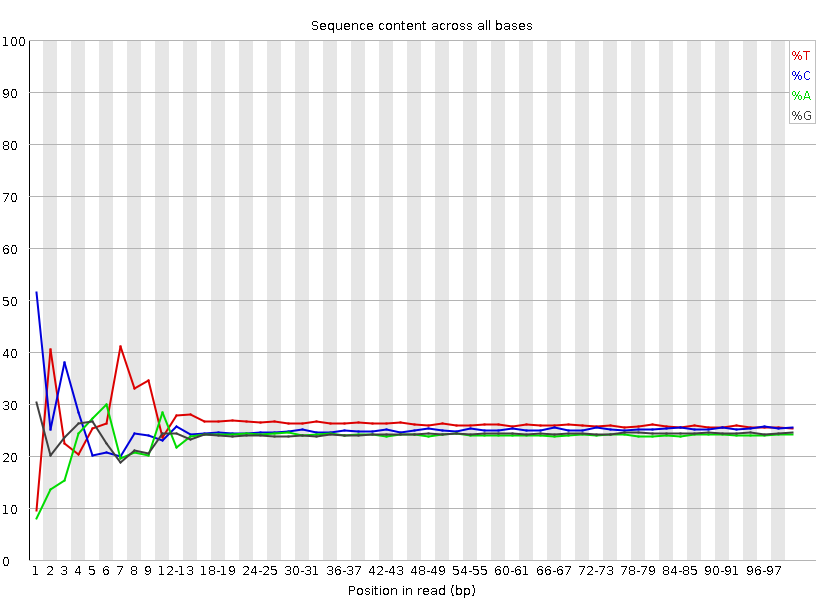 Sequence content across all bases
100
90
80
70
60
50
40
30
20
10
0
%T
%C
%A
%G
1 2 3 4 5 6 7 8 9 12-13 18-19 24-25 30-31 36-37 42-43 48-49 54-55 60-61 66-67 72-73 78-79 84-85 90-91 96-97
Position in read (bp)